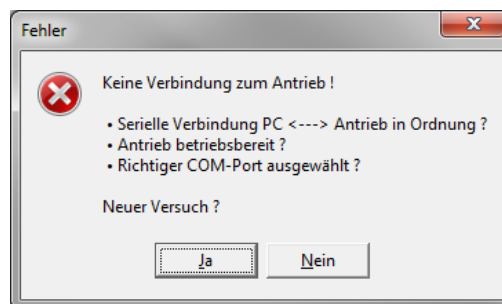 Fehler
Keine Verbindung zum Antrieb !
• Serielle Verbindung PC <---> Antrieb in Ordnung ?
• Antrieb betriebsbereit ?
• Richtiger COM-Port ausgewählt ?
Neuer Versuch ?
Ja
Nein